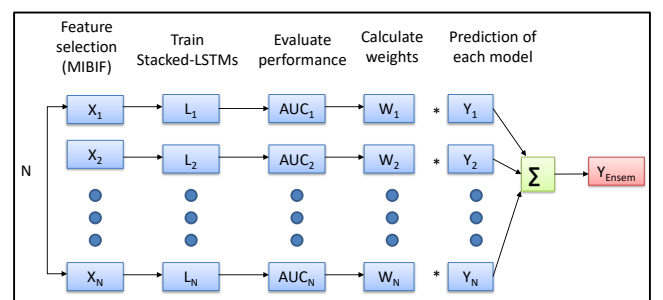 Feature
selection
(MIBIF)
Train
Stacked-LSTMs
Evaluate
performance
Calculate
weights
Prediction of
each model
X1 L1 AUC1 W1 * Y1
X2 L2 AUC2 W2 * Y2
N Σ YEnsem
XN LN AUCN WN * YN